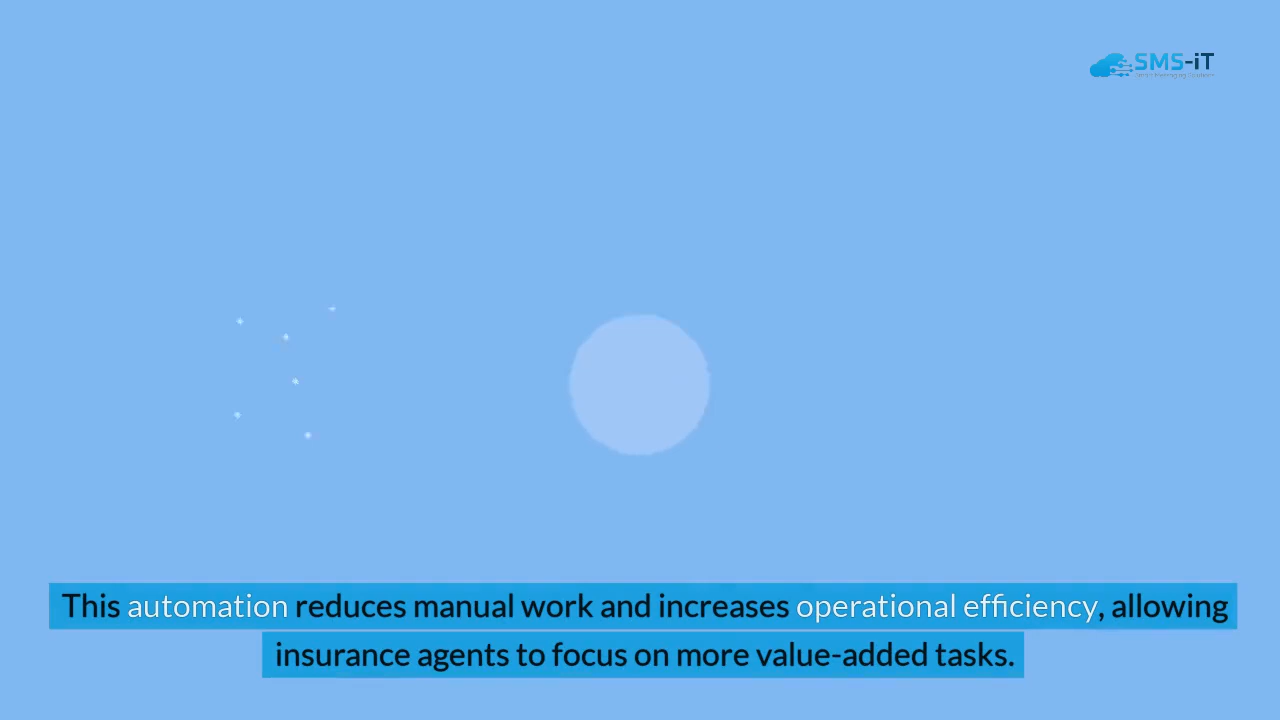 SMS-iT
This automation reduces manual work and increases operational efficiency, allowing
insurance agents to focus on more value-added tasks.